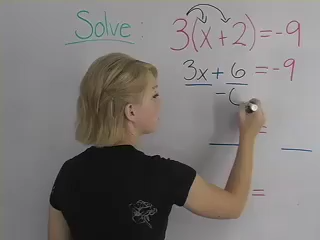 Solve:
3(x+2)=-9
3x+6=-9
-6
=
=